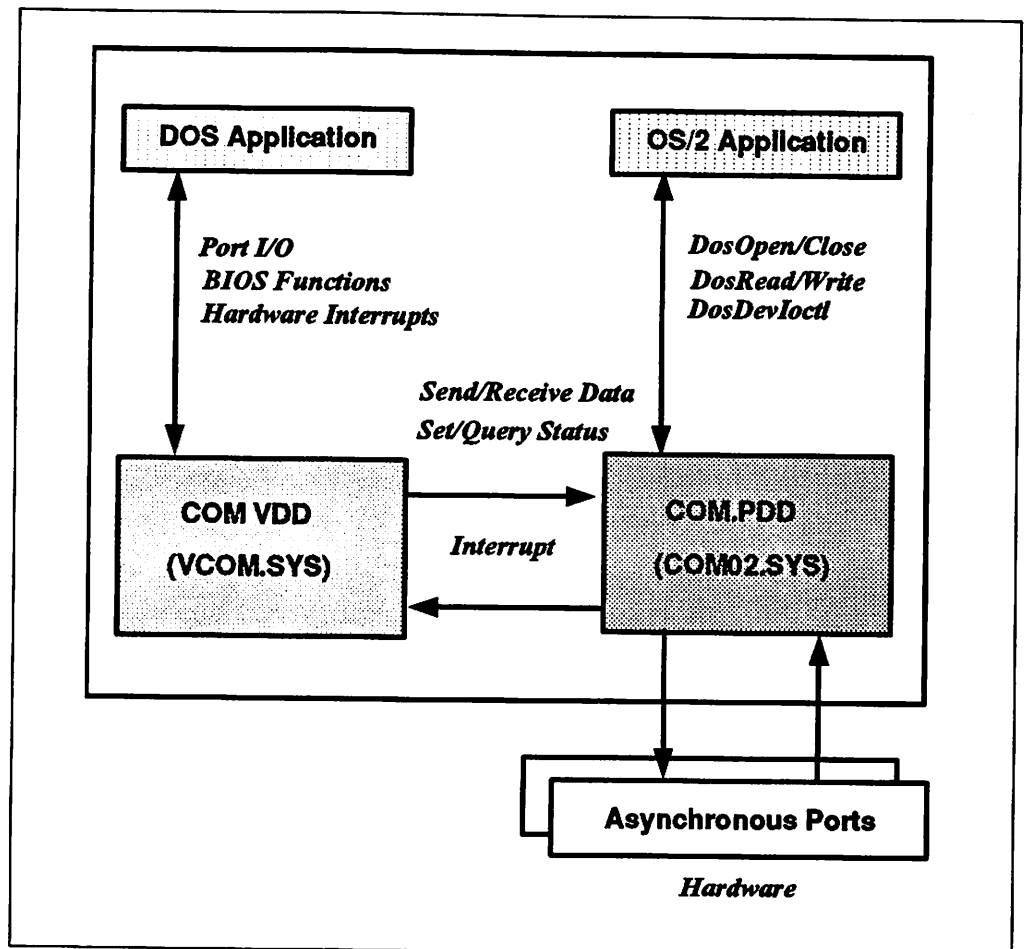 DOS Application
OS/2 Application
Port I/O
BIOS Functions
Hardware Interrupts
DosOpen/Close
DosRead/Write
DosDevIoctl
Send/Receive Data
Set/Query Status
COM VDD
(VCOM.SYS)
Interrupt
COM.PDD
(COM02.SYS)
Asynchronous Ports
Hardware